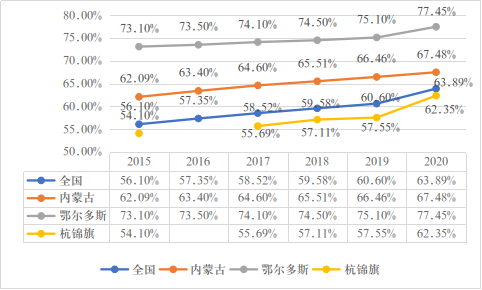 80.00%
75.00%
70.00%
65.00%
60.00%
55.00%
50.00%
77.45%
73.10% 73.50% 74.10% 74.50% 75.10%
62.09% 63.40% 64.60% 65.51% 66.46% 67.48%
56.10% 57.35% 58.52% 59.58% 60.60% 63.89%
54.10% 55.69% 57.11% 57.55% 62.35%
2015 2016 2017 2018 2019 2020
全国 56.10% 57.35% 58.52% 59.58% 60.60% 63.89%
内蒙古 62.09% 63.40% 64.60% 65.51% 66.46% 67.48%
鄂尔多斯 73.10% 73.50% 74.10% 74.50% 75.10% 77.45%
杭锦旗 54.10% 55.69% 57.11% 57.55% 62.35%
全国 内蒙古 鄂尔多斯 杭锦旗